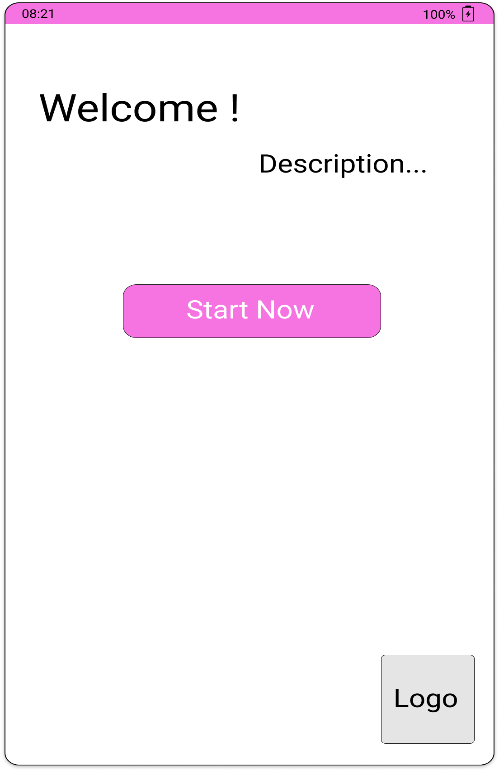 08:21 100%
Welcome !
Description...
Start Now
Logo